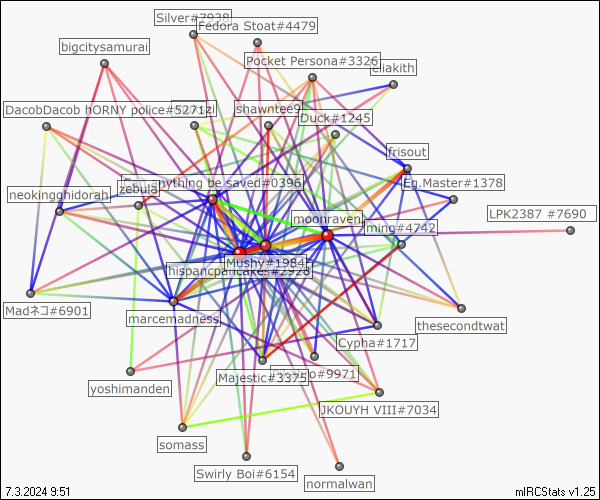 Silver#7938
Fedora Stoat#4479
bigcitysamurai
Pocket Persona#3326
eliakith
DacobDacob hORNY police#5271
zi
shawntee9
Duck#1245
frisout
anything be saved#0396
Eg.Master#1378
neokingghidorah
zebula
LPK2387 #7690
moonraven
ming#4742
Mushy#1984
hispancpancakes#2928
Madネコ#6901
marcemadness
thesecondtwat
Cypha#1717
#9971
Majestic#3375
yoshimanden
JKOUYH VIII#7034
somass
Swirly Boi#6154
normalwan
7.3.2024 9:51
mIRCStats v1.25